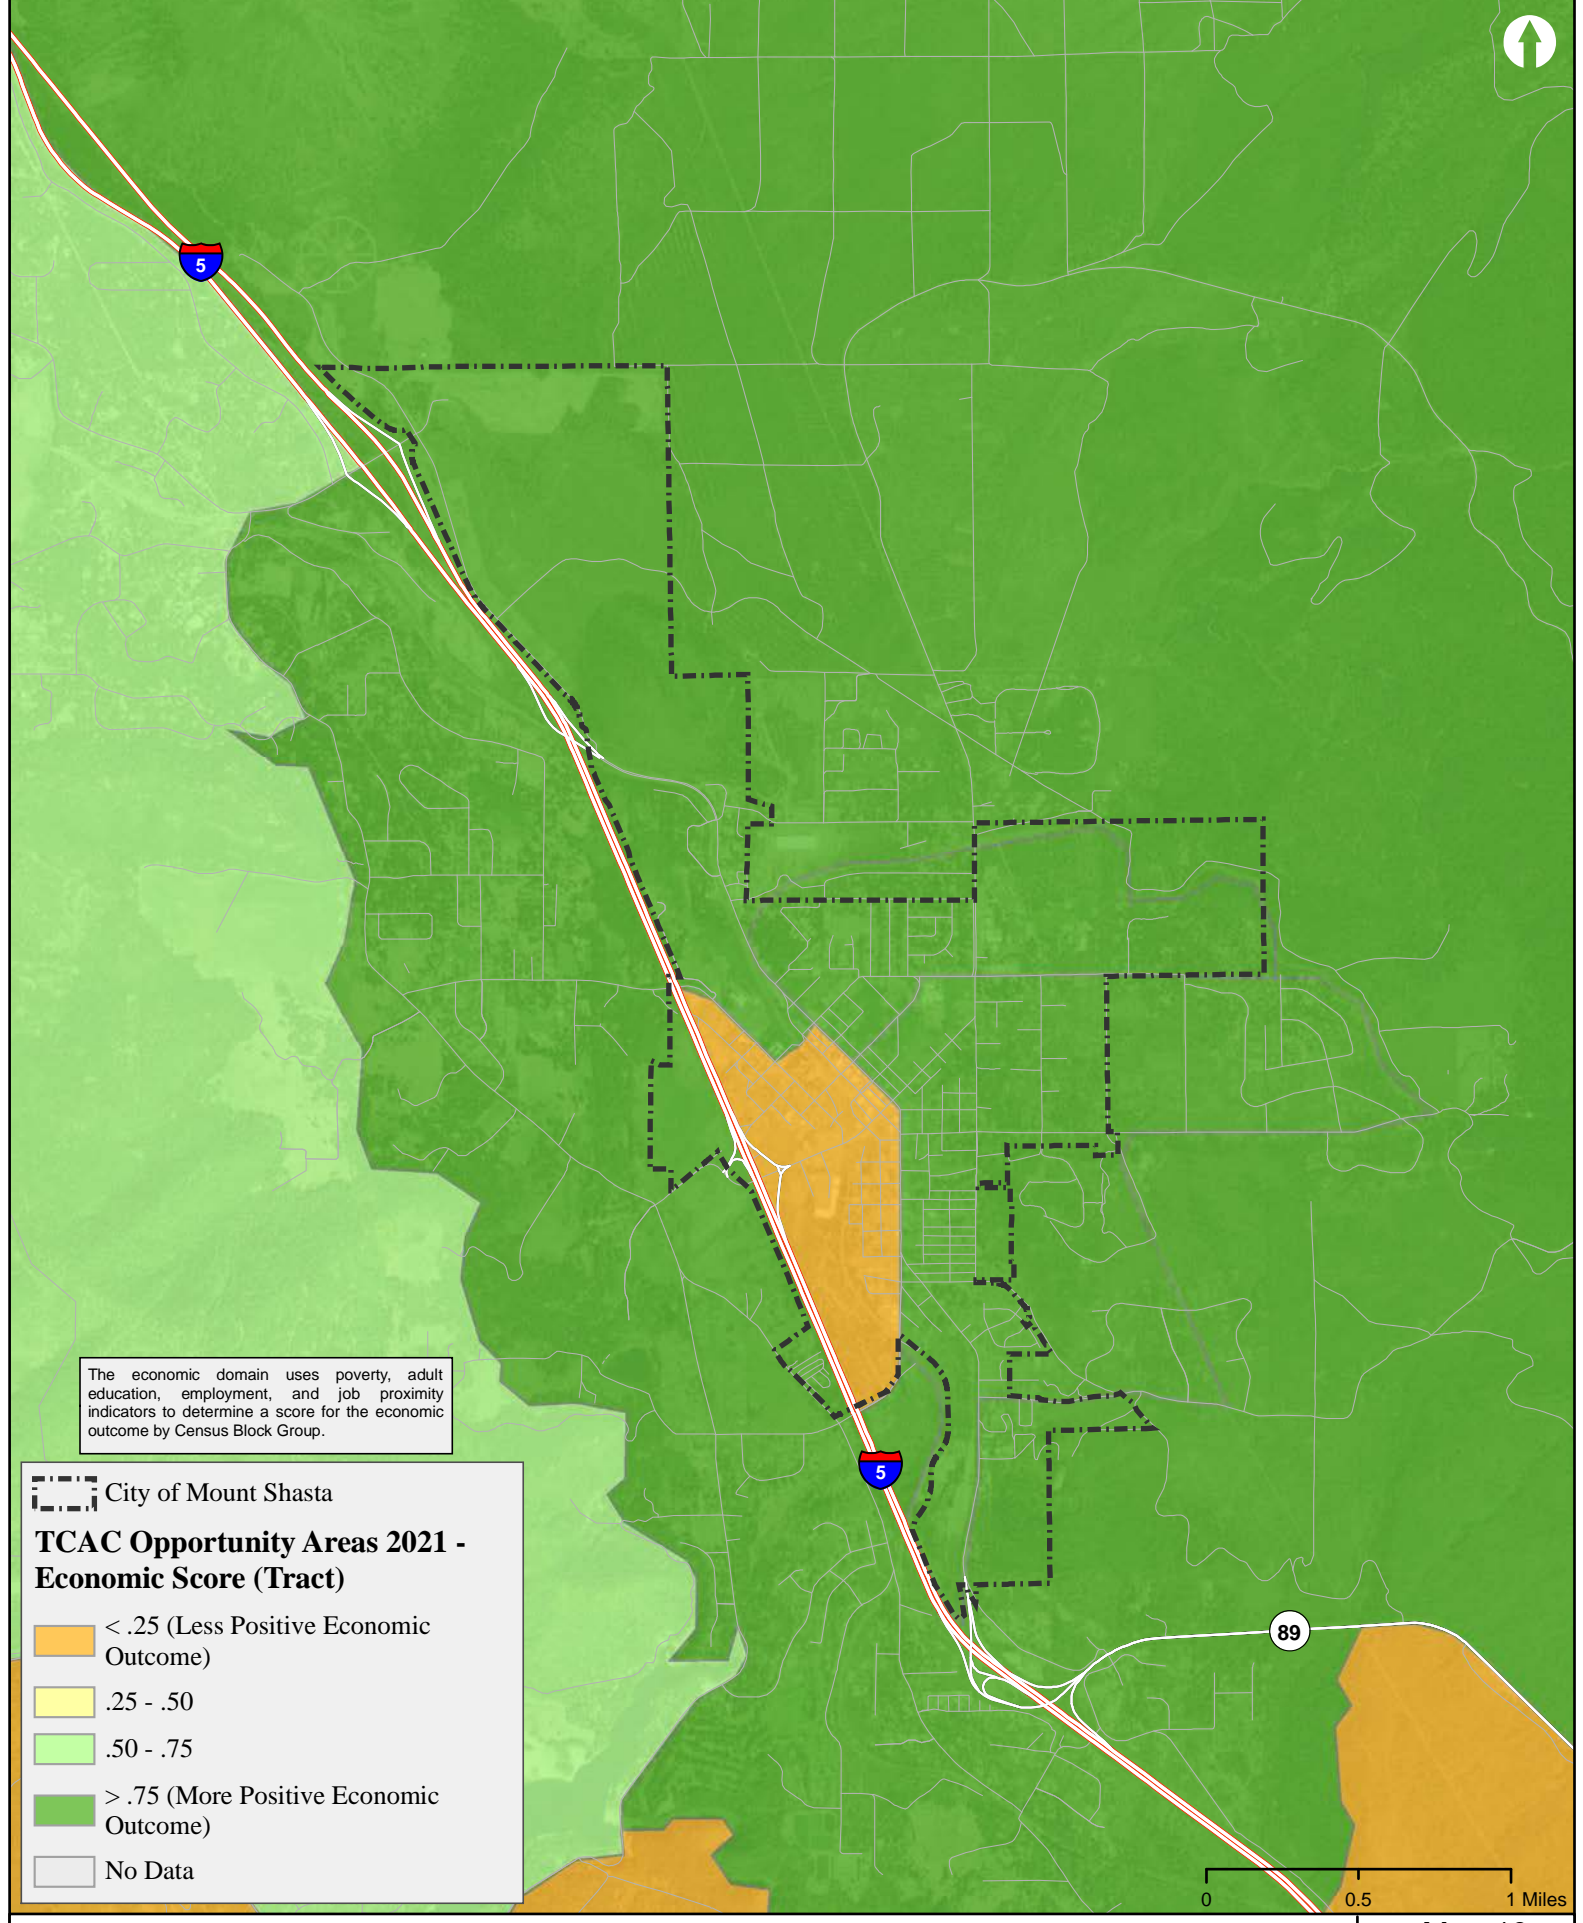 5
The economic domain uses poverty, adult
education, employment, and job proximity
indicators to determine a score for the economic
outcome by Census Block Group.
5
City of Mount Shasta
TCAC Opportunity Areas 2021 -
Economic Score (Tract)
< .25 (Less Positive Economic
Outcome)
.25 - .50
.50 - .75
> .75 (More Positive Economic
Outcome)
No Data
89
0 0.5 1 Miles